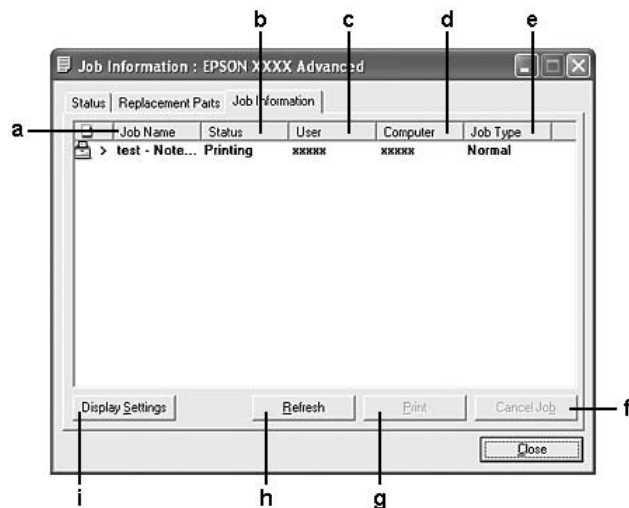 b c d e
Job Information : EPSON XXXX Advanced
Status Replacement Parts Job Information
a Job Name Status User Computer Job Type
> test - Note... Printing xxxxx xxxxx Normal
Display Settings Refresh Print Cancel Job f
Close
i h g